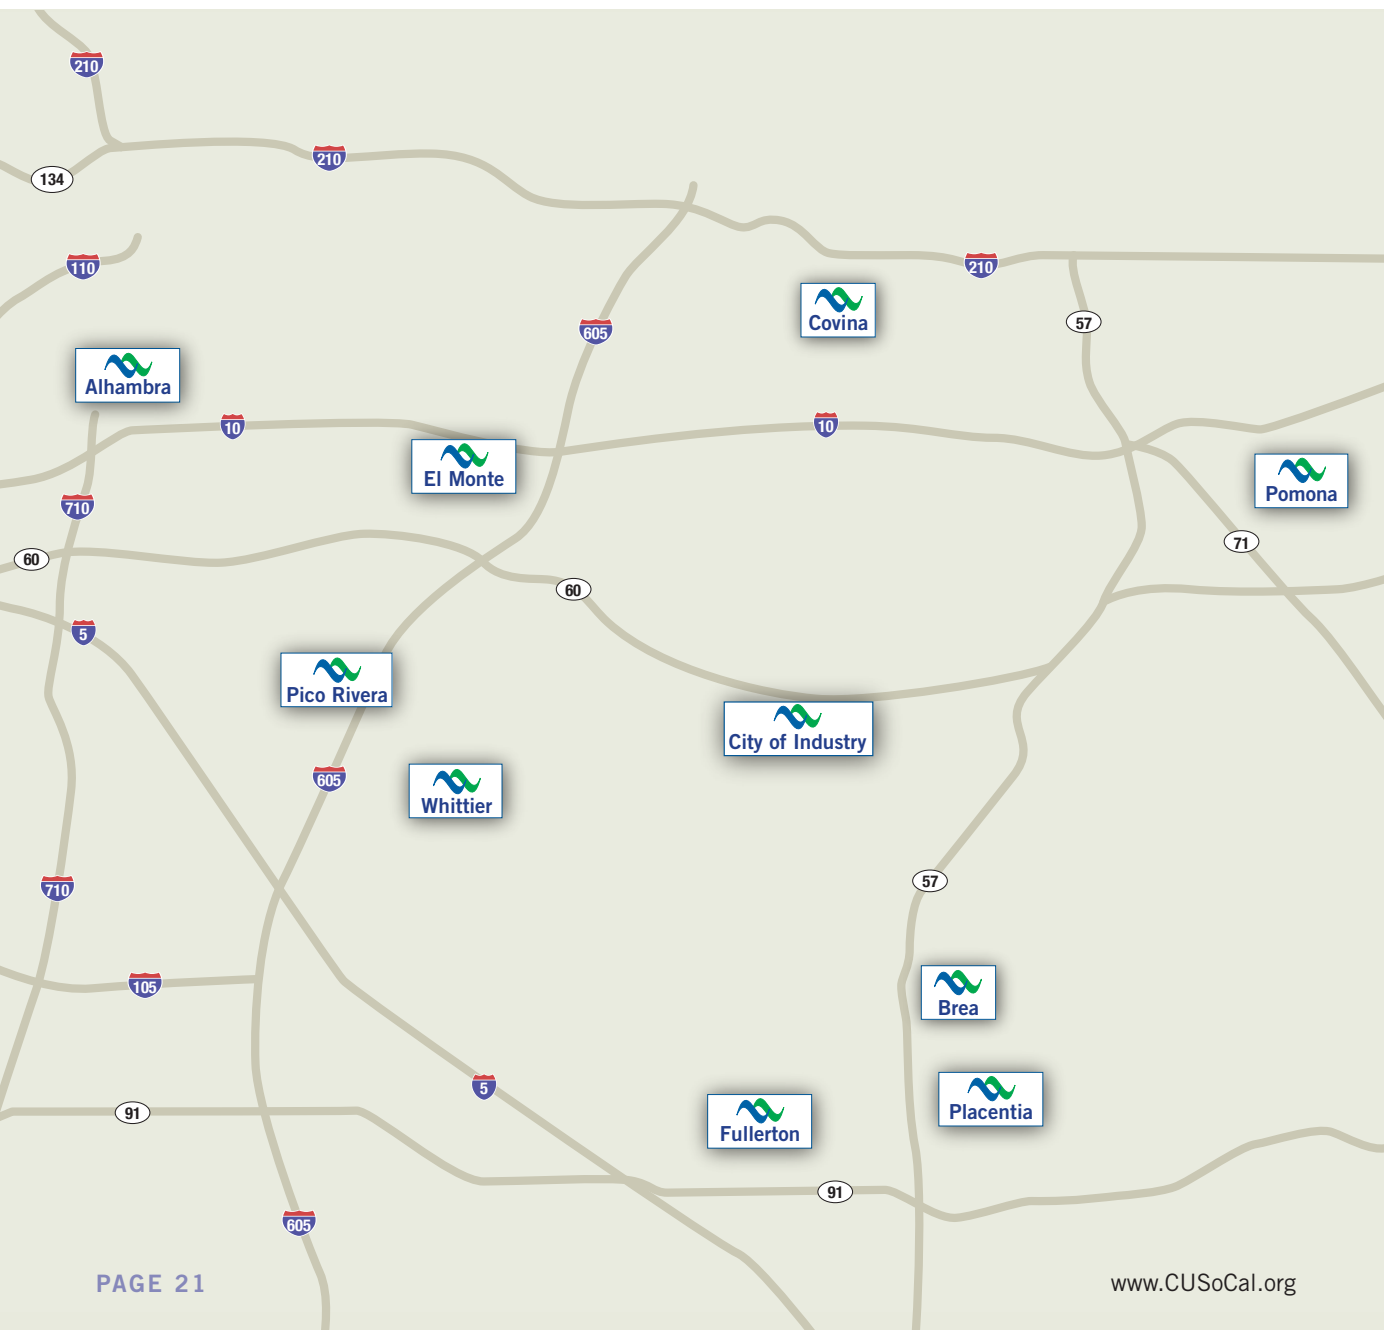 210
210
134
110
210
Covina
57
605
Alhambra
10
10
El Monte
Pomona
710
71
60
60
5
Pico Rivera
City of Industry
605
Whittier
57
710
105
Brea
5
91
Placentia
Fullerton
91
605
PAGE 21
www.CUSoCal.org